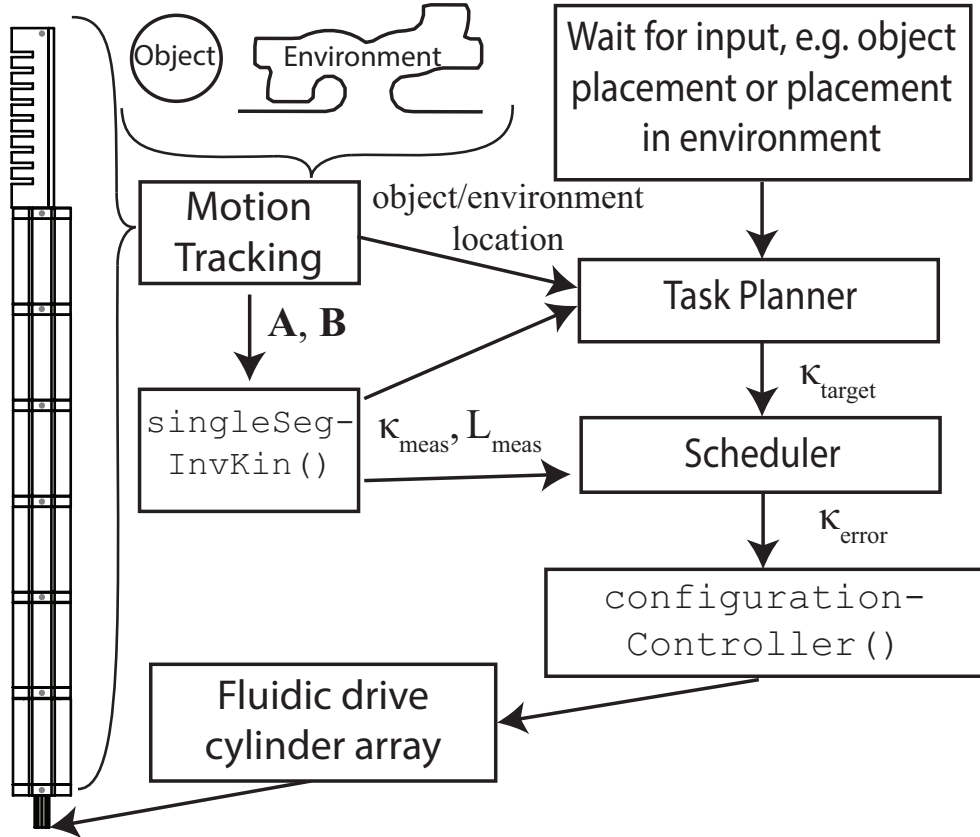 Object
Environment
Wait for input, e.g. object
placement or placement
in environment
Motion
Tracking
object/environment
location
Task Planner
A, B
κtarget
singleSeg-
InvKin()
κmeas, Lmeas
Scheduler
κerror
configuration-
Controller()
Fluidic drive
cylinder array